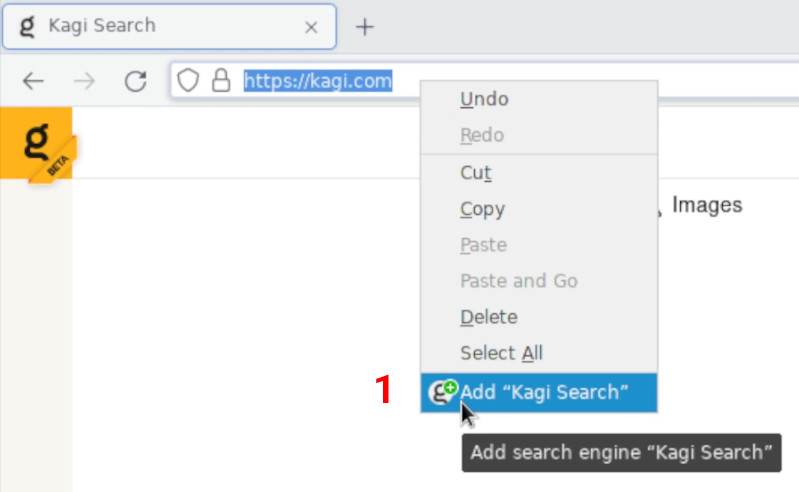 Kagi Search
https://kagi.com
g
BETA
Undo
Redo
Cut
Copy
Images
Paste
Paste and Go
Delete
Select All
1
Add “Kagi Search”
Add search engine “Kagi Search”